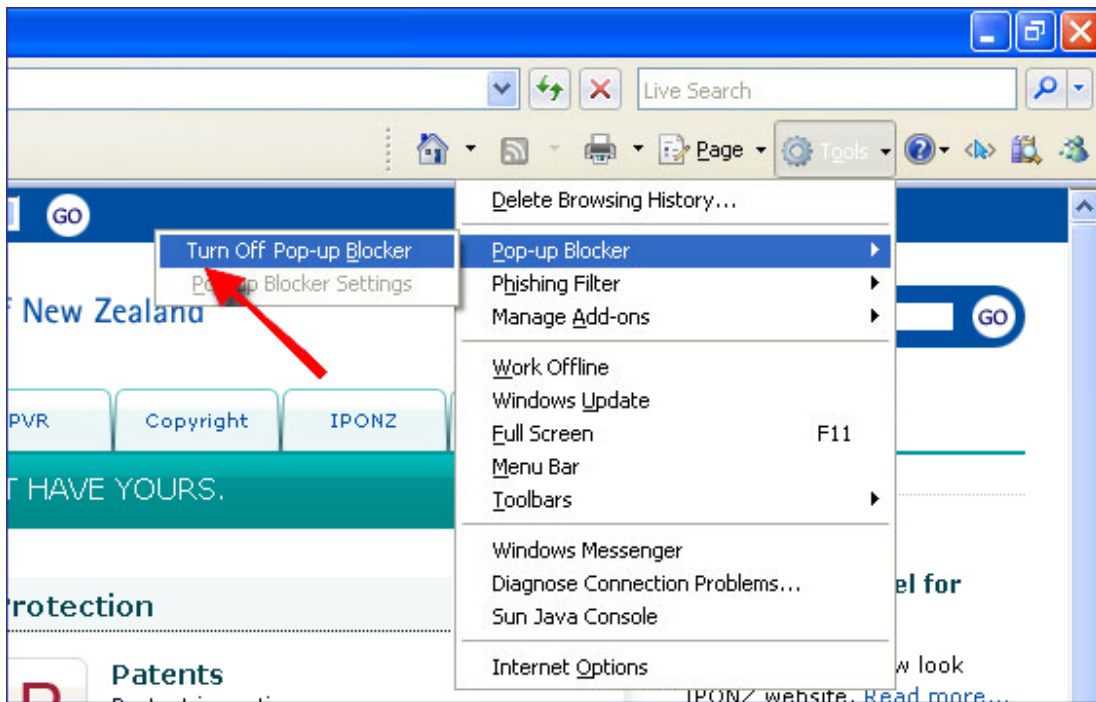 Live Search
Page
Tools
GO
Delete Browsing History...
Turn Off Pop-up Blocker
Pop-up Blocker
Pop-up Blocker Settings
Phishing Filter
New Zealand
Manage Add-ons
GO
Work Offline
Windows Update
PVR
Copyright
IPONZ
Full Screen F11
Menu Bar
HAVE YOURS.
Toolbars
Windows Messenger
Diagnose Connection Problems...
el for
rotection
Sun Java Console
Internet Options
w look
Patents
IPONZ website. Read more...